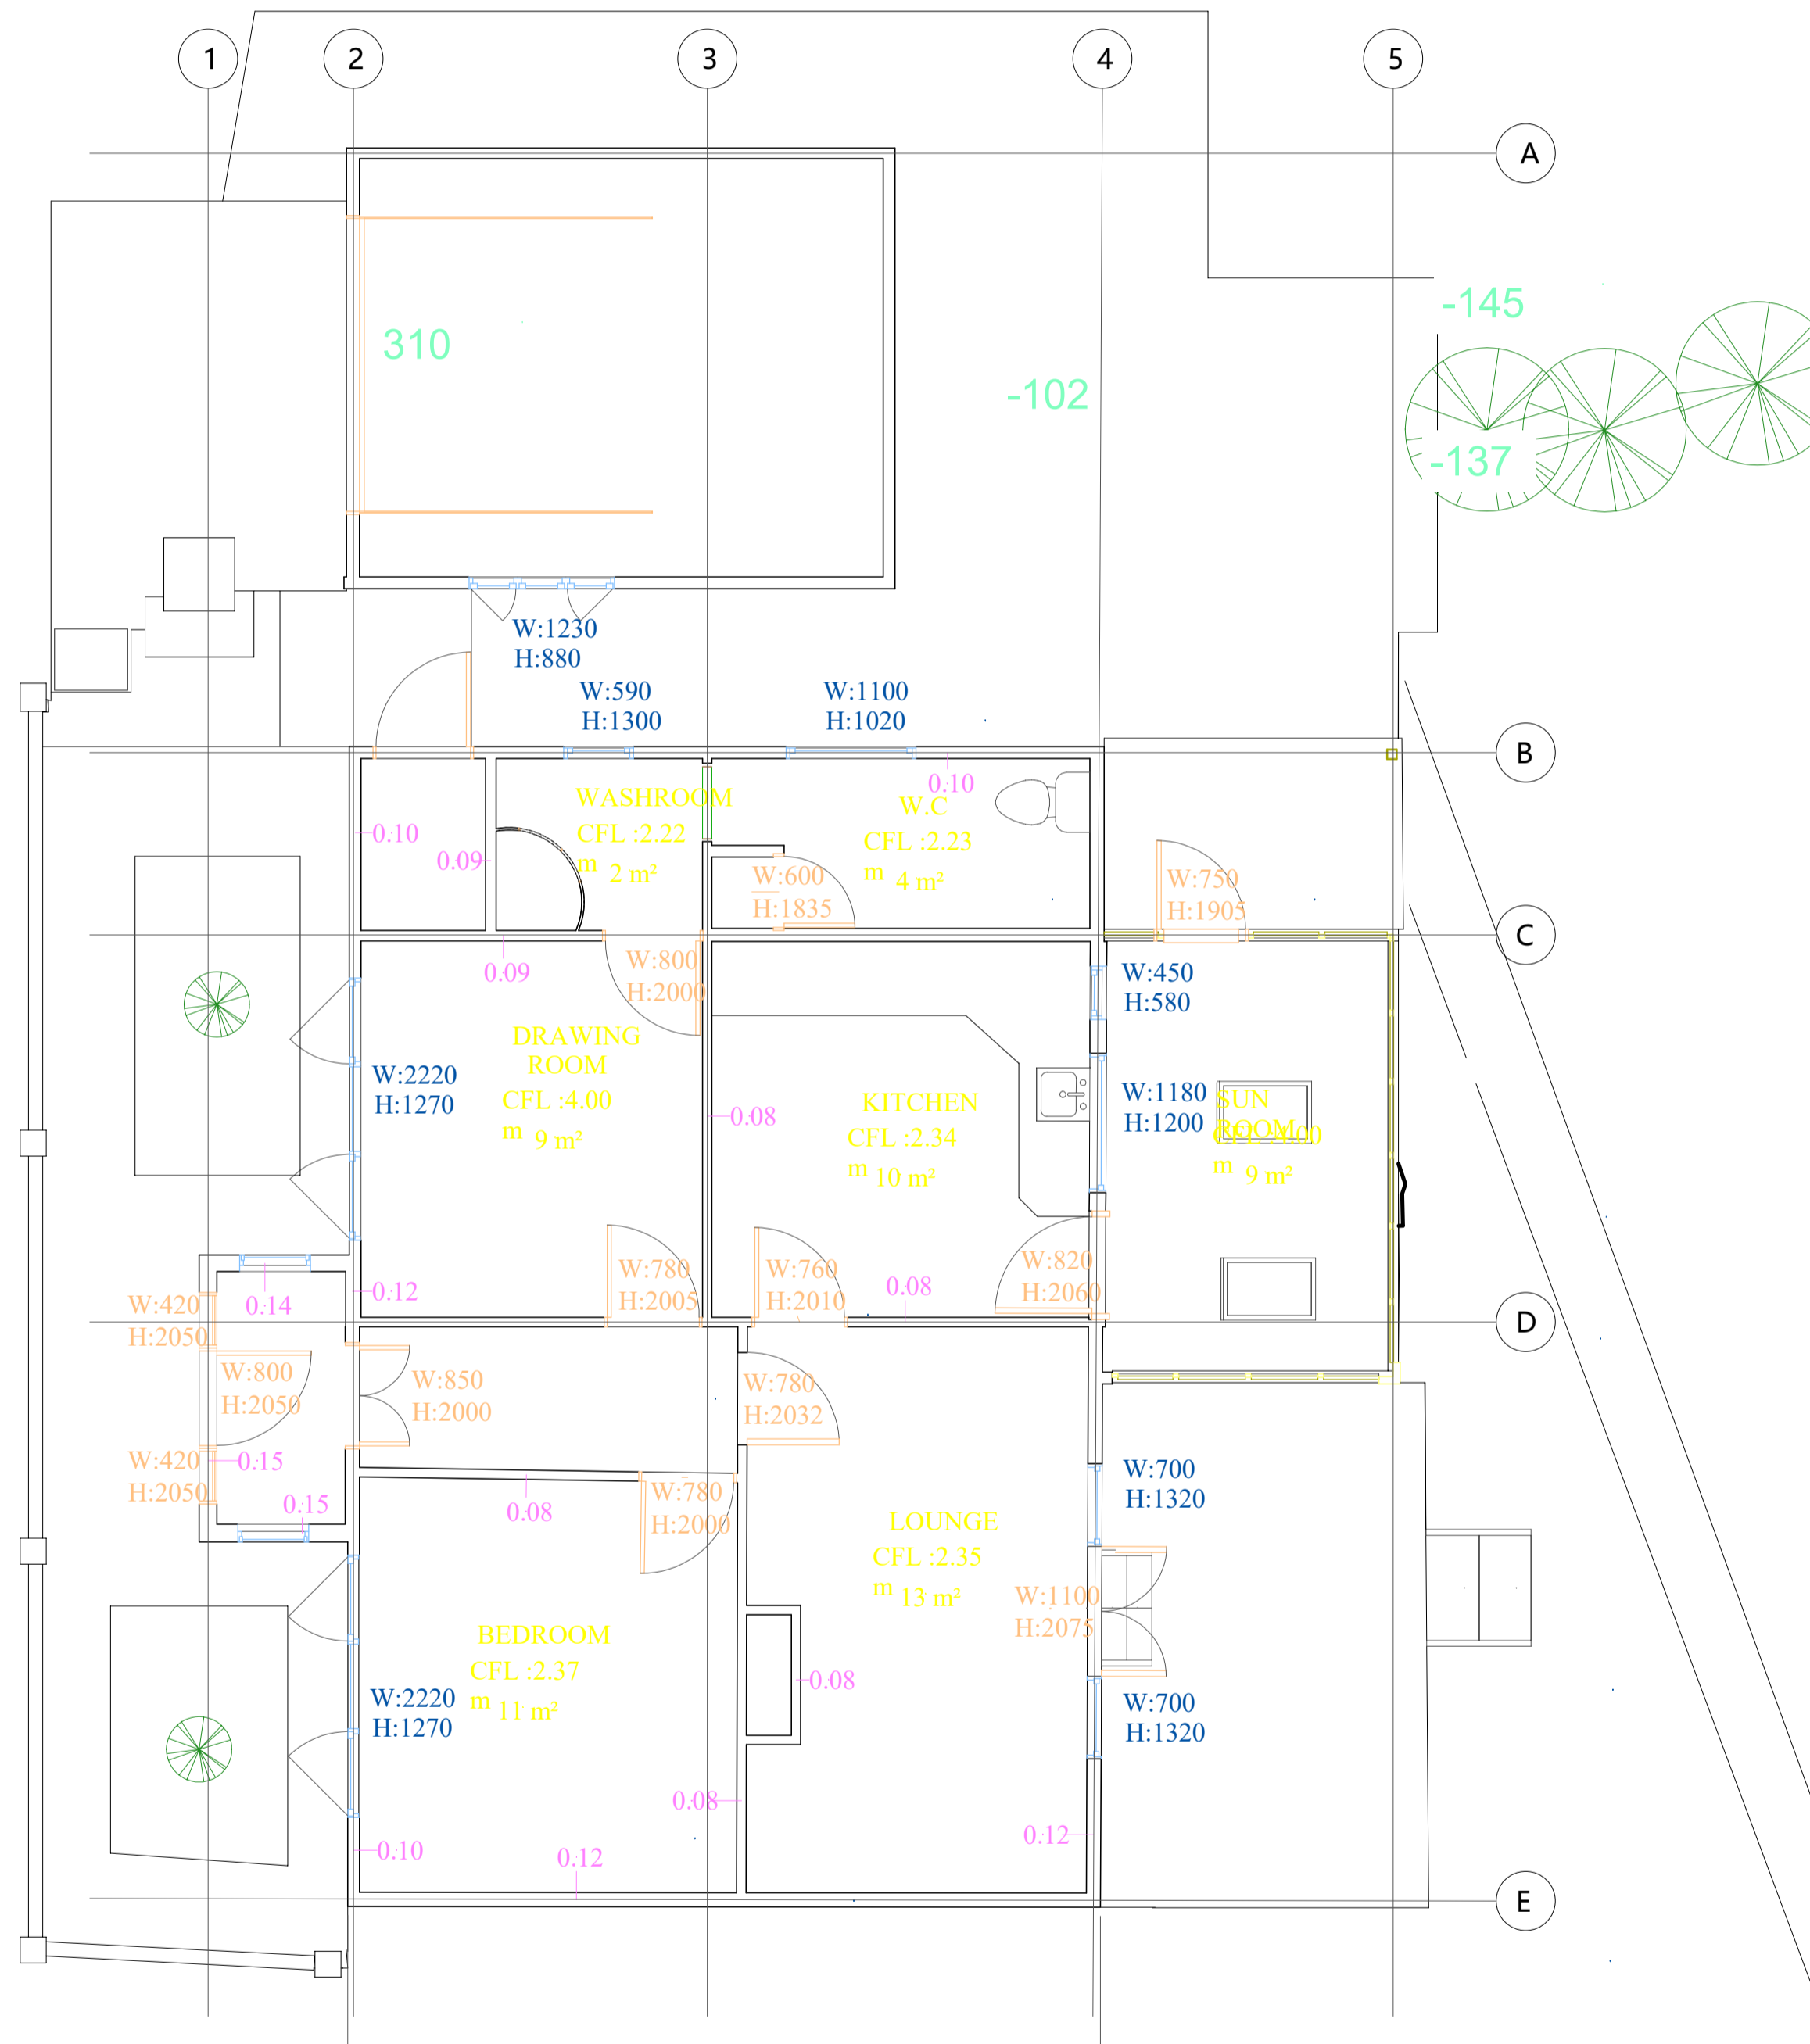 1
2
3
4
5
A
-145
310
-102
-137
W:1230
H:880
W:590
H:1300
W:1100
H:1020
B
0.10
WASHROOM
CFL :2.22
m 2 m²
W.C
CFL :2.23
m 4 m²
0.10
0.09
W:600
H:1835
W:750
H:1905
C
0.09
W:800
H:2000
W:450
H:580
DRAWING
ROOM
CFL :4.00
m 9 m²
W:2220
H:1270
0.08
KITCHEN
CFL :2.34
m 10 m²
W:1180
H:1200
SUN
ROOM
CFL :4.00
m 9 m²
0.12
0.14
W:420
H:2050
W:780
H:2005
W:760
H:2010
0.08
W:820
H:2060
D
W:800
H:2050
W:850
H:2000
W:780
H:2032
W:420
H:2050
0.15
0.15
0.08
W:780
H:2000
W:700
H:1320
LOUNGE
CFL :2.35
m 13 m²
W:1100
H:2075
BEDROOM
CFL :2.37
m 11 m²
0.08
W:2220
H:1270
W:700
H:1320
0.08
0.10
0.12
0.12
E